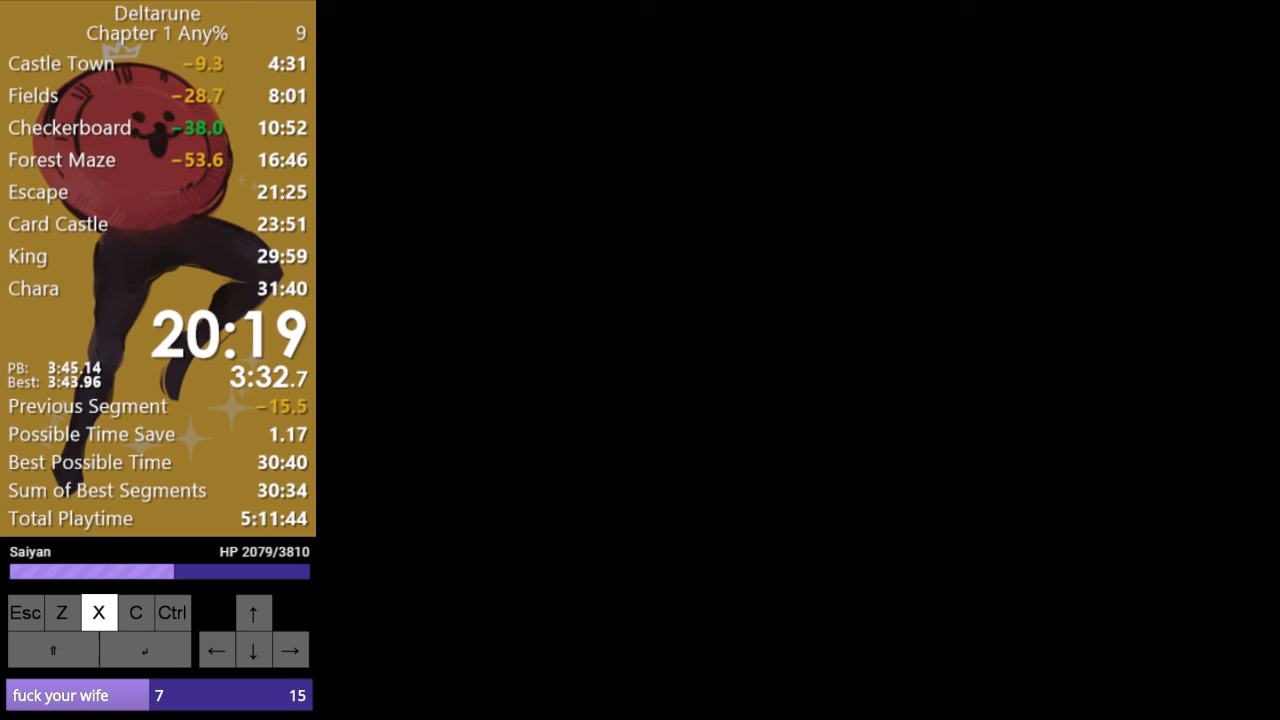 Deltarune
Chapter 1 Any% 9
Castle Town −9.3 4:31
Fields −28.7 8:01
Checkerboard −38.0 10:52
Forest Maze −53.6 16:46
Escape 21:25
Card Castle 23:51
King 29:59
Chara 31:40
20:19
PB: 3:45.14
Best: 3:43.96 3:32.7
Previous Segment −15.5
Possible Time Save 1.17
Best Possible Time 30:40
Sum of Best Segments 30:34
Total Playtime 5:11:44
Saiyan HP 2079/3810
Esc Z X C Ctrl ↑
⇧ ↲ ← ↓ →
fuck your wife 7 15